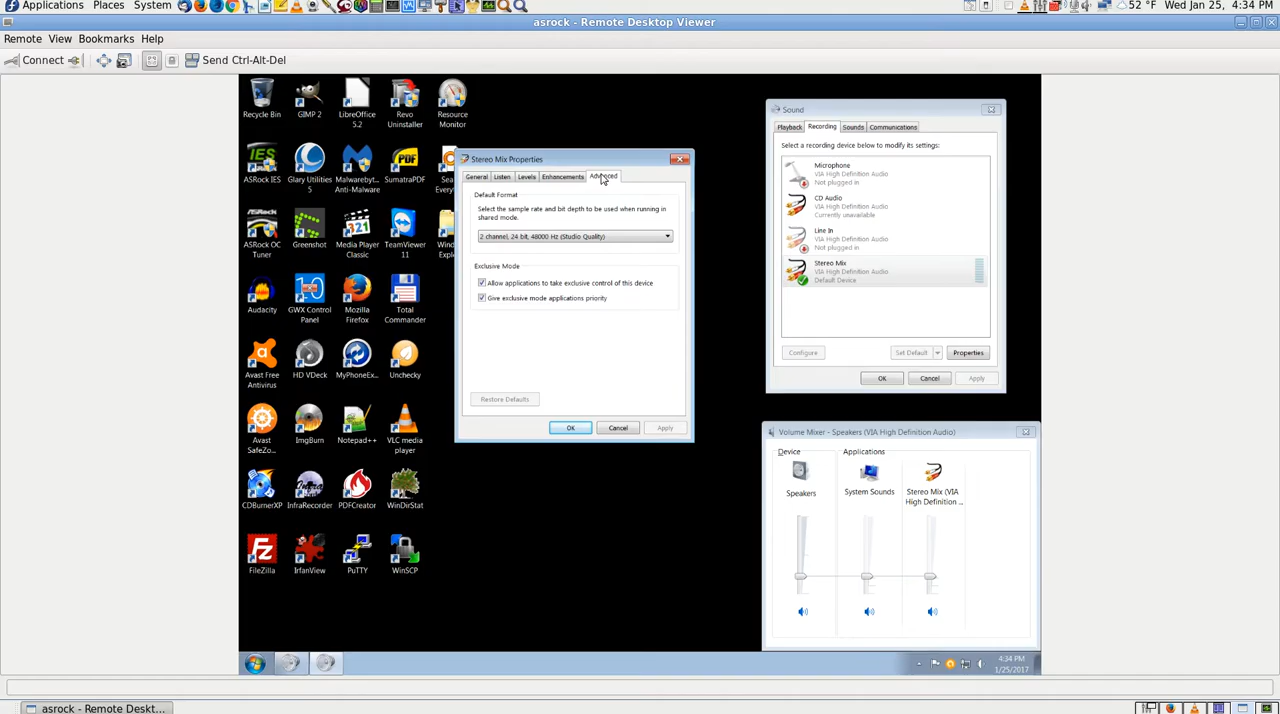 Applications Places System
52 °F Wed Jan 25, 4:34 PM
asrock - Remote Desktop Viewer
Remote View Bookmarks Help
Connect
Send Ctrl-Alt-Del
Recycle Bin
GIMP 2
LibreOffice
5.2
Revo
Uninstaller
Resource
Monitor
ASRock IES
Glary Utilities
5
Malwarebyt...
Anti-Malware
SumatraPDF
Sea
Every
ASRock OC
Tuner
Greenshot
Media Player
Classic
TeamViewer
11
Wind
Expl
Audacity
GWX Control
Panel
Mozilla
Firefox
Total
Commander
Avast Free
Antivirus
HD VDeck
MyPhoneEx...
Unchecky
Avast
SafeZo...
ImgBurn
Notepad++
VLC media
player
CDBurnerXP
InfraRecorder
PDFCreator
WinDirStat
FileZilla
IrfanView
PuTTY
WinSCP
Stereo Mix Properties
General Listen Levels Enhancements Advanced
Default Format
Select the sample rate and bit depth to be used when running in
shared mode.
2 channel, 24 bit, 48000 Hz (Studio Quality)
Exclusive Mode
Allow applications to take exclusive control of this device
Give exclusive mode applications priority
Restore Defaults
OK Cancel Apply
Sound
Playback Recording Sounds Communications
Select a recording device below to modify its settings:
Microphone
VIA High Definition Audio
Not plugged in
CD Audio
VIA High Definition Audio
Currently unavailable
Line In
VIA High Definition Audio
Not plugged in
Stereo Mix
VIA High Definition Audio
Default Device
Configure Set Default Properties
OK Cancel Apply
Volume Mixer - Speakers (VIA High Definition Audio)
Device Applications
Speakers
System Sounds
Stereo Mix (VIA
High Definition ...
4:34 PM
1/25/2017
asrock - Remote Deskt...